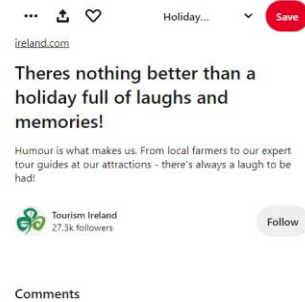 Holiday...
Save
ireland.com
Theres nothing better than a
holiday full of laughs and
memories!
Humour is what makes us. From local farmers to our expert
tour guides at our attractions - there's always a laugh to be
had!
Tourism Ireland
27.3k followers
Follow
Comments